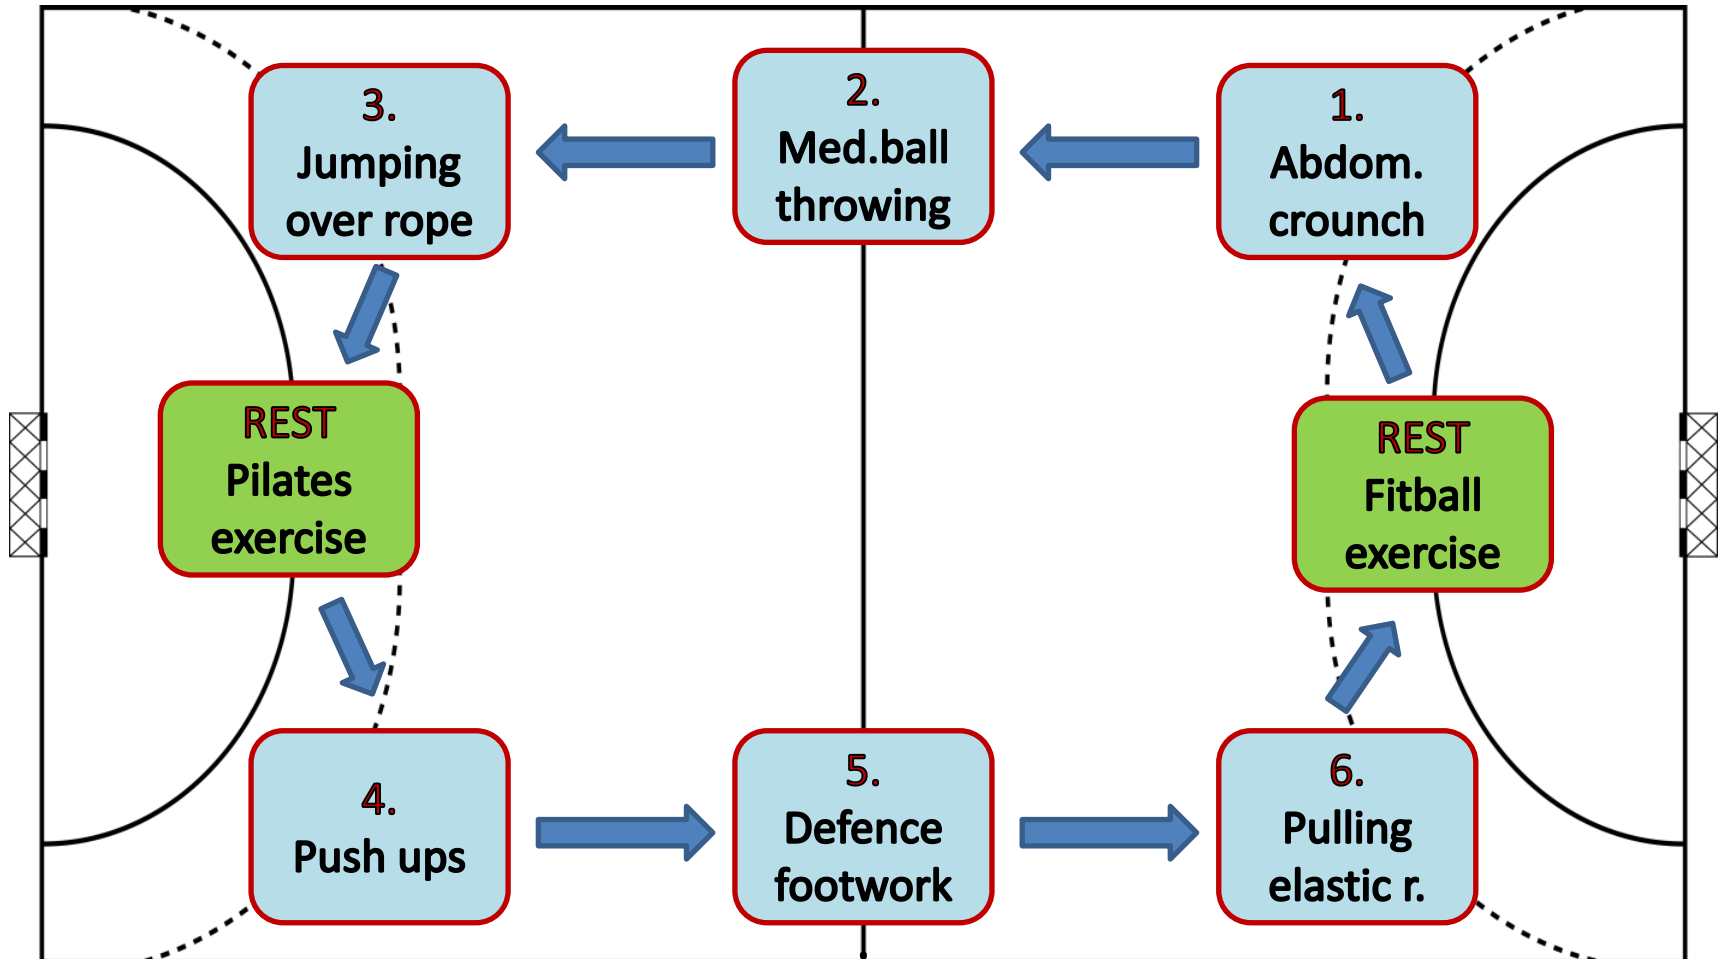 3.
Jumping
over rope
2.
Med.ball
throwing
1.
Abdom.
crounch
REST
Pilates
exercise
REST
Fitball
exercise
4.
Push ups
5.
Defence
footwork
6.
Pulling
elastic r.